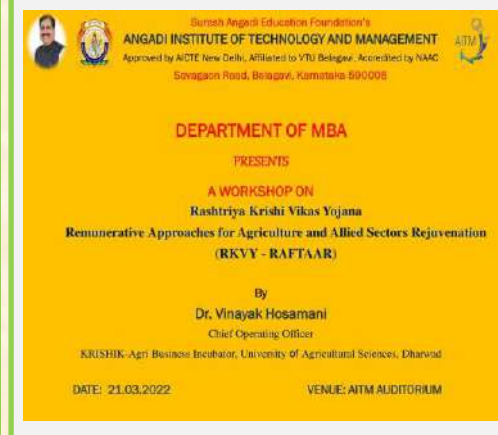 Suresh Angadi Education Foundation's
ANGADI INSTITUTE OF TECHNOLOGY AND MANAGEMENT
Approved by AICTE New Delhi, Affiliated to VTU Belagavi, Accredited by NAAC
Savagaon Road, Belagavi, Karnataka 590009
AITM
DEPARTMENT OF MBA
PRESENTS
A WORKSHOP ON
Rashtriya Krishi Vikas Yojana
Remunerative Approaches for Agriculture and Allied Sectors Rejuvenation
(RKVY - RAFTAAR)
By
Dr. Vinayak Hosamani
Chief Operating Officer
KRISHIK-Agri Business Incubator, University of Agricultural Sciences, Dharwad
DATE: 21.03.2022 VENUE: AITM AUDITORIUM